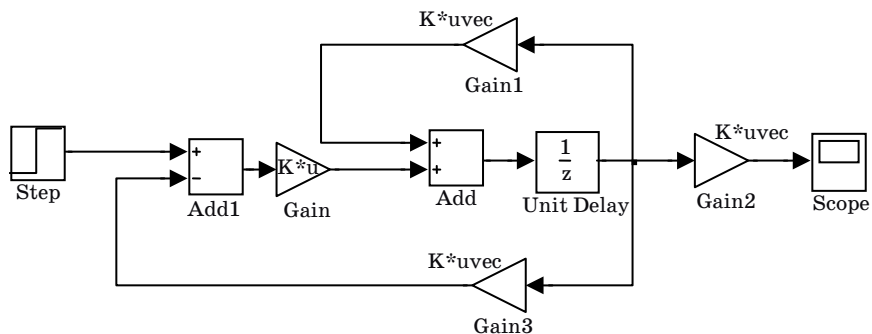 K*uvec
Gain1
Step
+
−
Add1
K*u
Gain
+
+
Add
1
z
Unit Delay
K*uvec
Gain2
Scope
K*uvec
Gain3